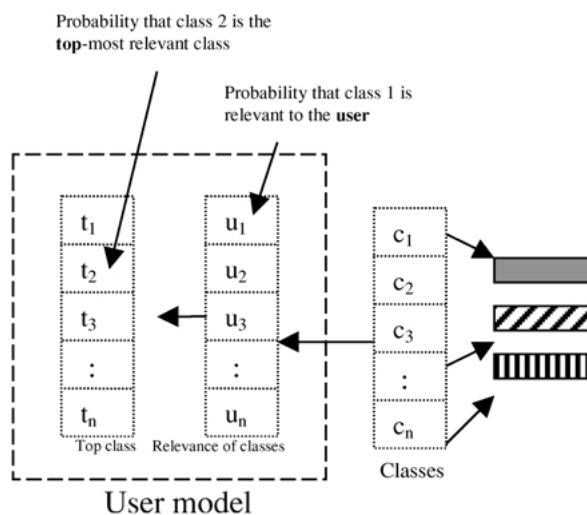 Probability that class 2 is the
top-most relevant class
Probability that class 1 is
relevant to the user
t1
t2
t3
:
tn
Top class
u1
u2
u3
:
un
Relevance of classes
c1
c2
c3
:
cn
Classes
User model